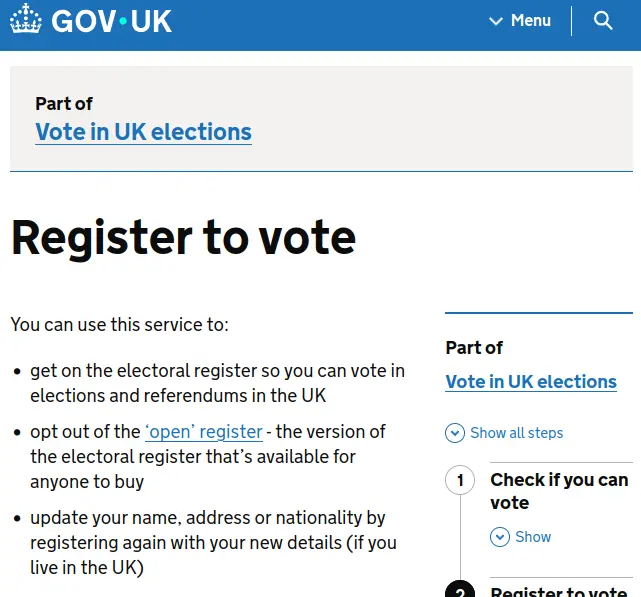 GOV•UK
Menu
Part of
Vote in UK elections
Register to vote
You can use this service to:
• get on the electoral register so you can vote in
elections and referendums in the UK
• opt out of the ‘open’ register - the version of
the electoral register that’s available for
anyone to buy
• update your name, address or nationality by
registering again with your new details (if you
live in the UK)
Part of
Vote in UK elections
Show all steps
1 Check if you can
vote
Show
2 Register to vote